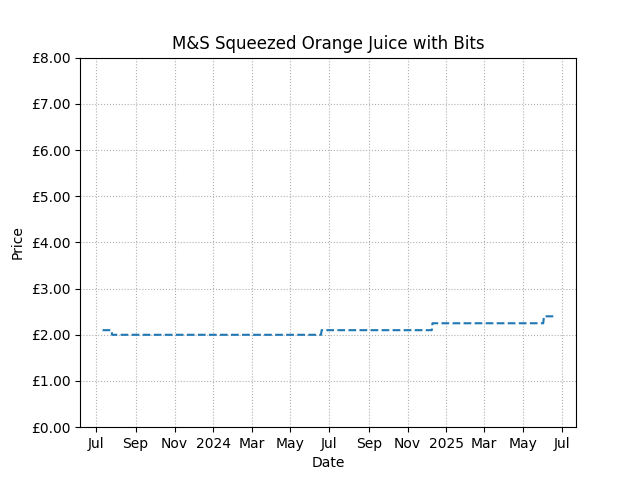 M&S Squeezed Orange Juice with Bits
£8.00
£7.00
£6.00
£5.00
£4.00
£3.00
£2.00
£1.00
£0.00
Price
Jul Sep Nov 2024 Mar May Jul Sep Nov 2025 Mar May Jul
Date